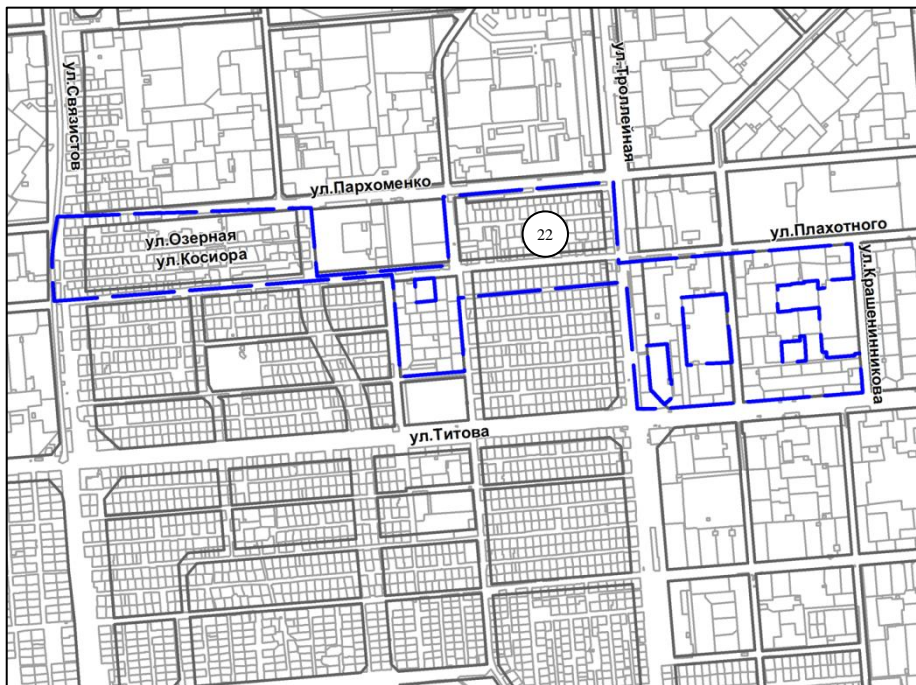 ул.Связистов
ул.Троллейная
ул.Пархоменко
ул.Озерная
ул.Косиора
22
ул.Плахотного
ул.Крашенинникова
ул.Титова